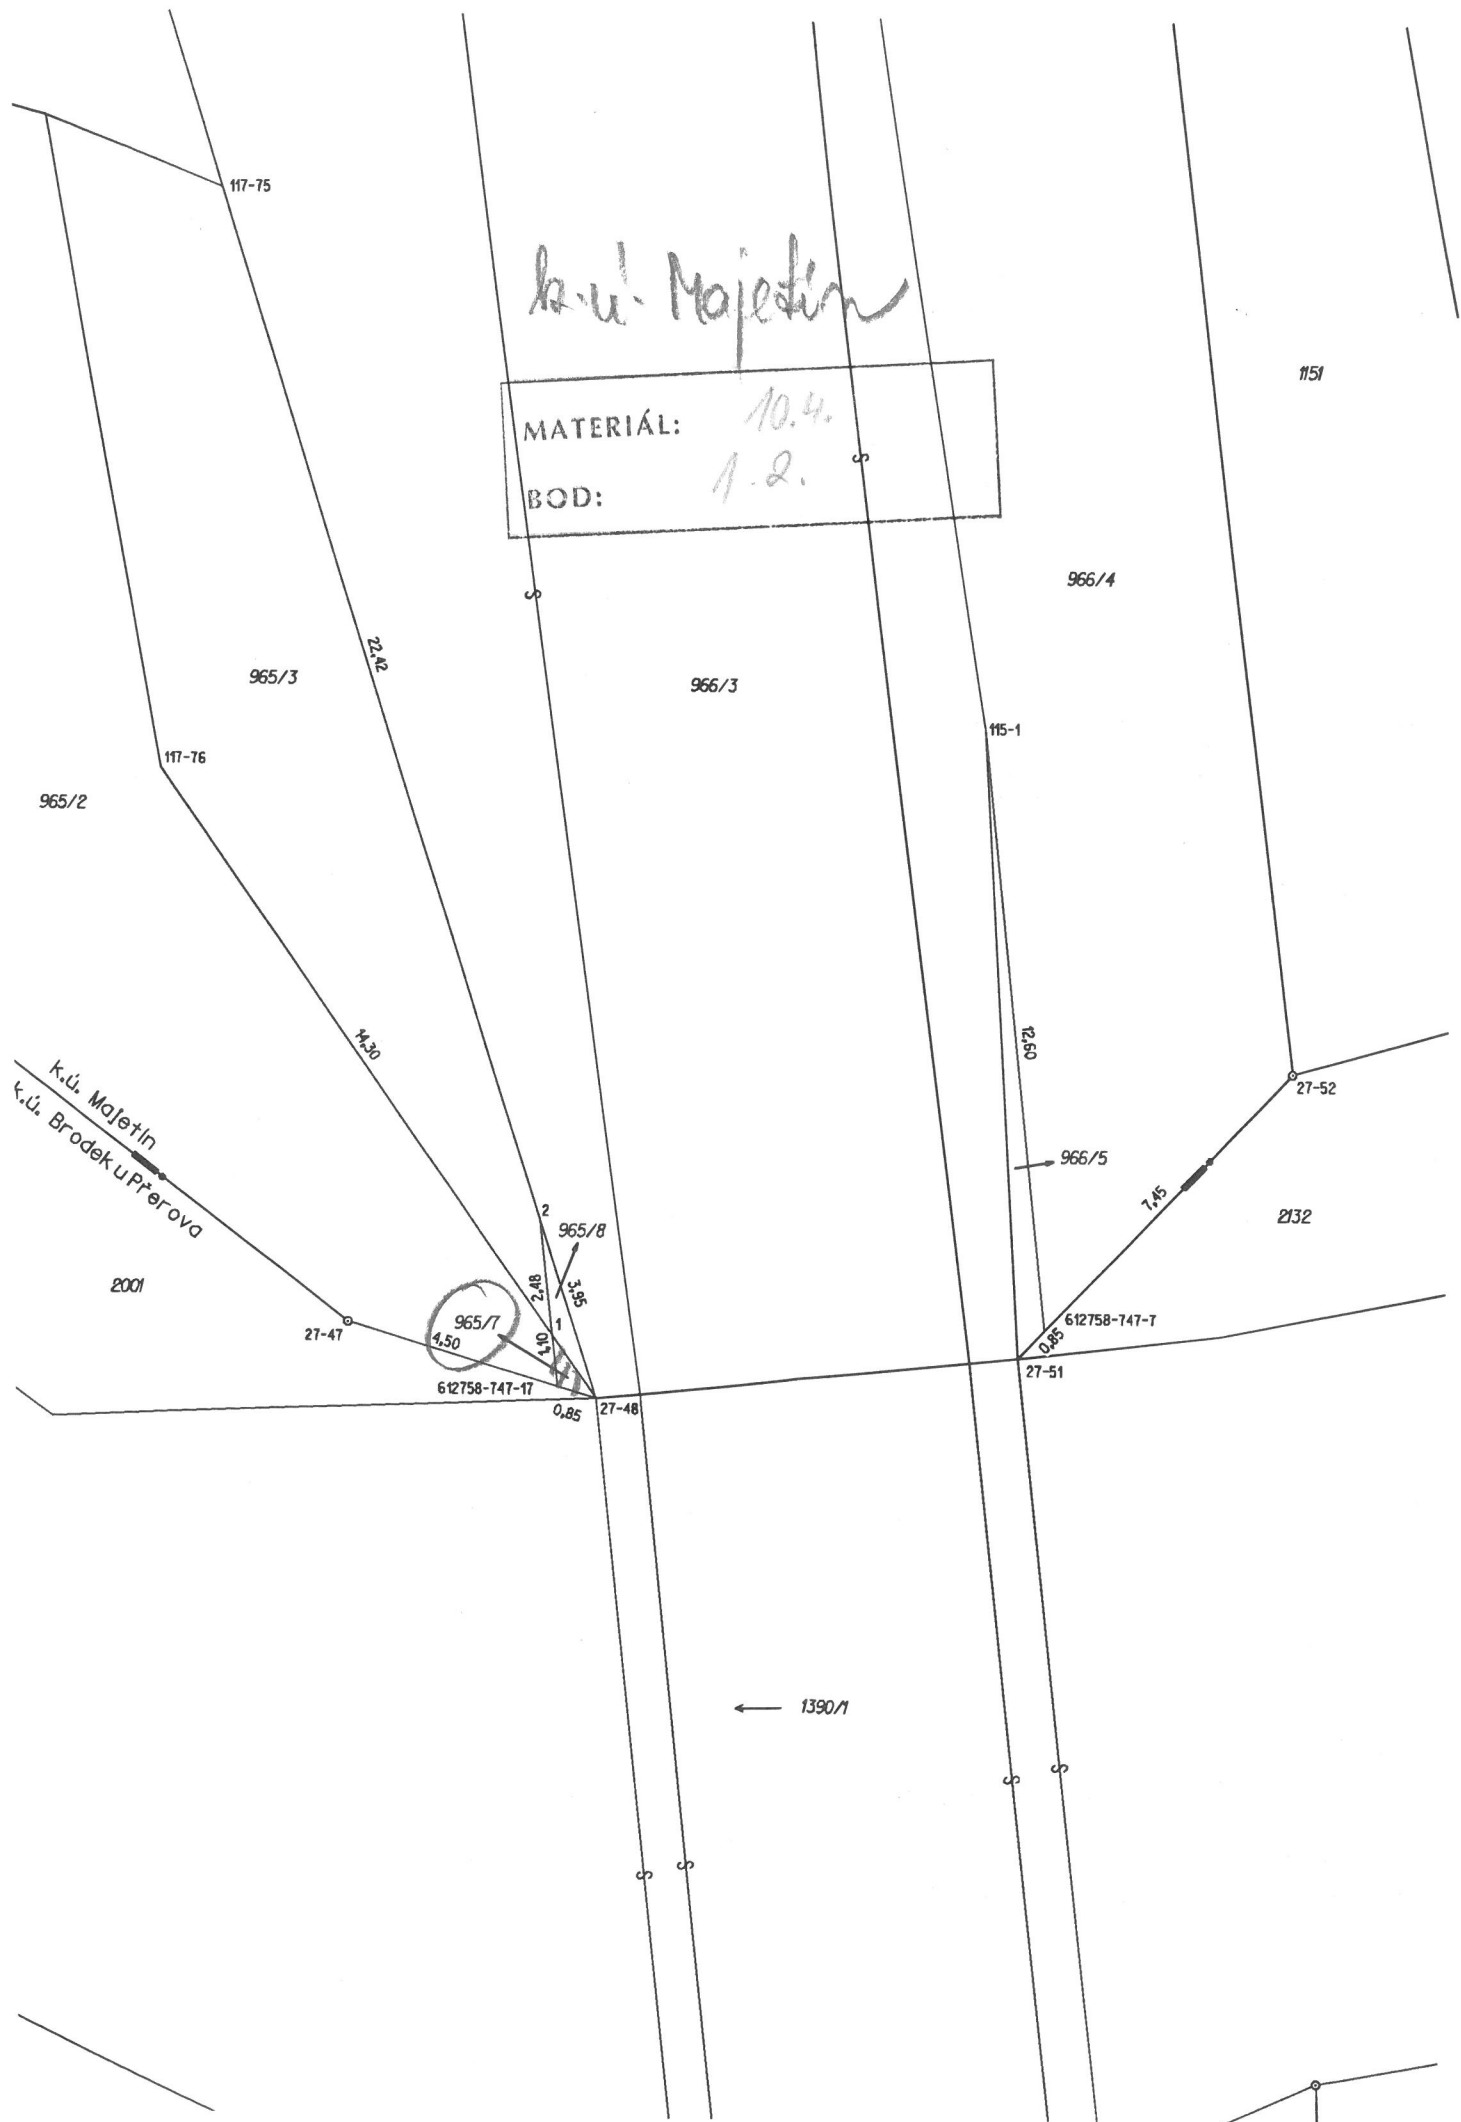 117-75
k.ú. Majetín
1151
MATERIÁL: 10.4.
S
BOD: 1.2.
966/4
S
22,42
965/3
966/3
115-1
117-76
965/2
14,30
12,60
k.ú. Majetín
k.ú. Brodek u Přerova
27-52
966/5
7,45
2
965/8
2132
2001
2,48
3,95
965/7
1
612758-747-7
27-47
4,50
1,10
0,85
27-51
612758-747-17
0,85
27-48
1390/1
S
S
S
S